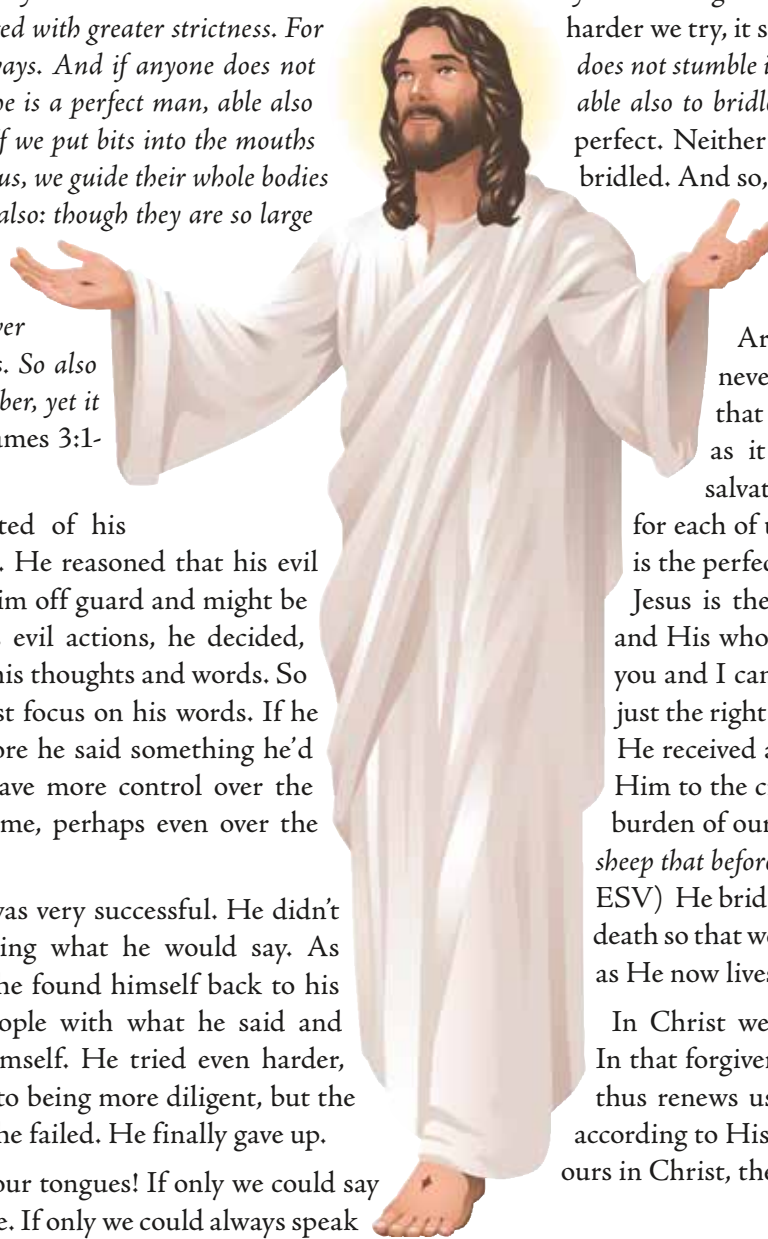 ed with greater strictness. For
ways. And if anyone does not
he is a perfect man, able also
f we put bits into the mouths
us, we guide their whole bodies
also: though they are so large
ver
s. So also
ber, yet it
ames 3:1-
ted of his
. He reasoned that his evil
im off guard and might be
evil actions, he decided,
his thoughts and words. So
st focus on his words. If he
ore he said something he'd
ave more control over the
me, perhaps even over the
was very successful. He didn't
ing what he would say. As
he found himself back to his
ople with what he said and
mself. He tried even harder,
to being more diligent, but the
he failed. He finally gave up.
our tongues! If only we could say
e. If only we could always speak
harder we try, it s
does not stumble i
able also to bridl
perfect. Neither
bridled. And so,
Ar
neve
that
as it
salvat
for each of u
is the perfec
Jesus is the
and His who
you and I can
just the right
He received a
Him to the c
burden of our
sheep that before
ESV) He brid
death so that we
as He now lives
In Christ we
In that forgiven
thus renews us
according to His
ours in Christ, the